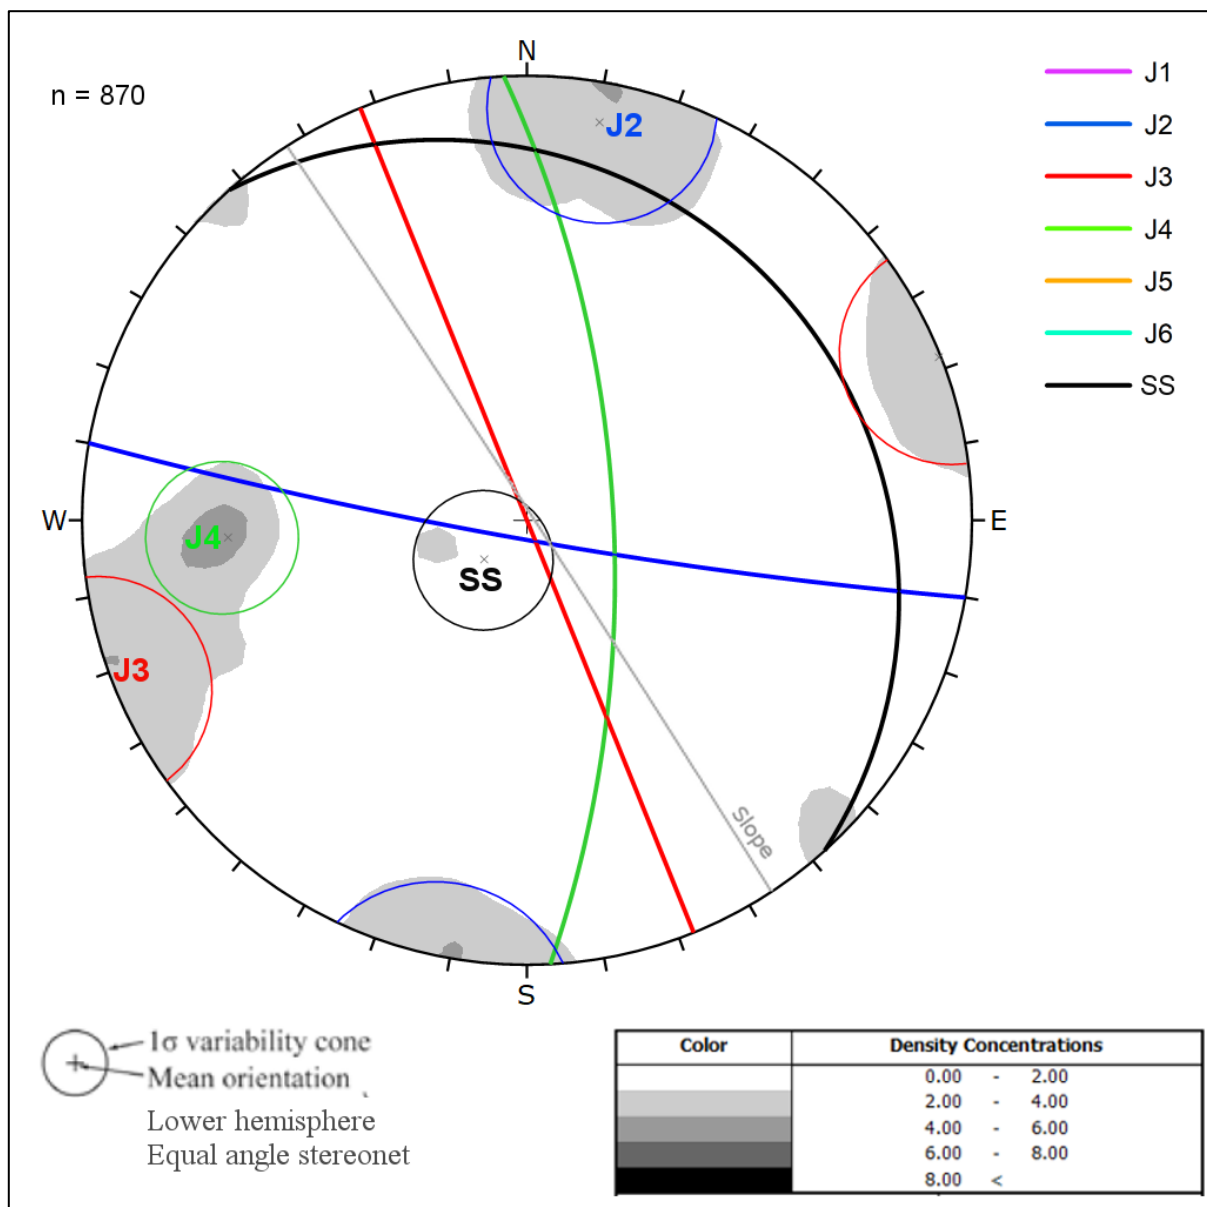 N
n = 870
J1
J2
J3
J4
J5
J6
SS
J2
W
E
J4
SS
J3
Slope
S
1σ variability cone
Mean orientation
Lower hemisphere
Equal angle stereonet
Color Density Concentrations
0.00 - 2.00
2.00 - 4.00
4.00 - 6.00
6.00 - 8.00
8.00 <